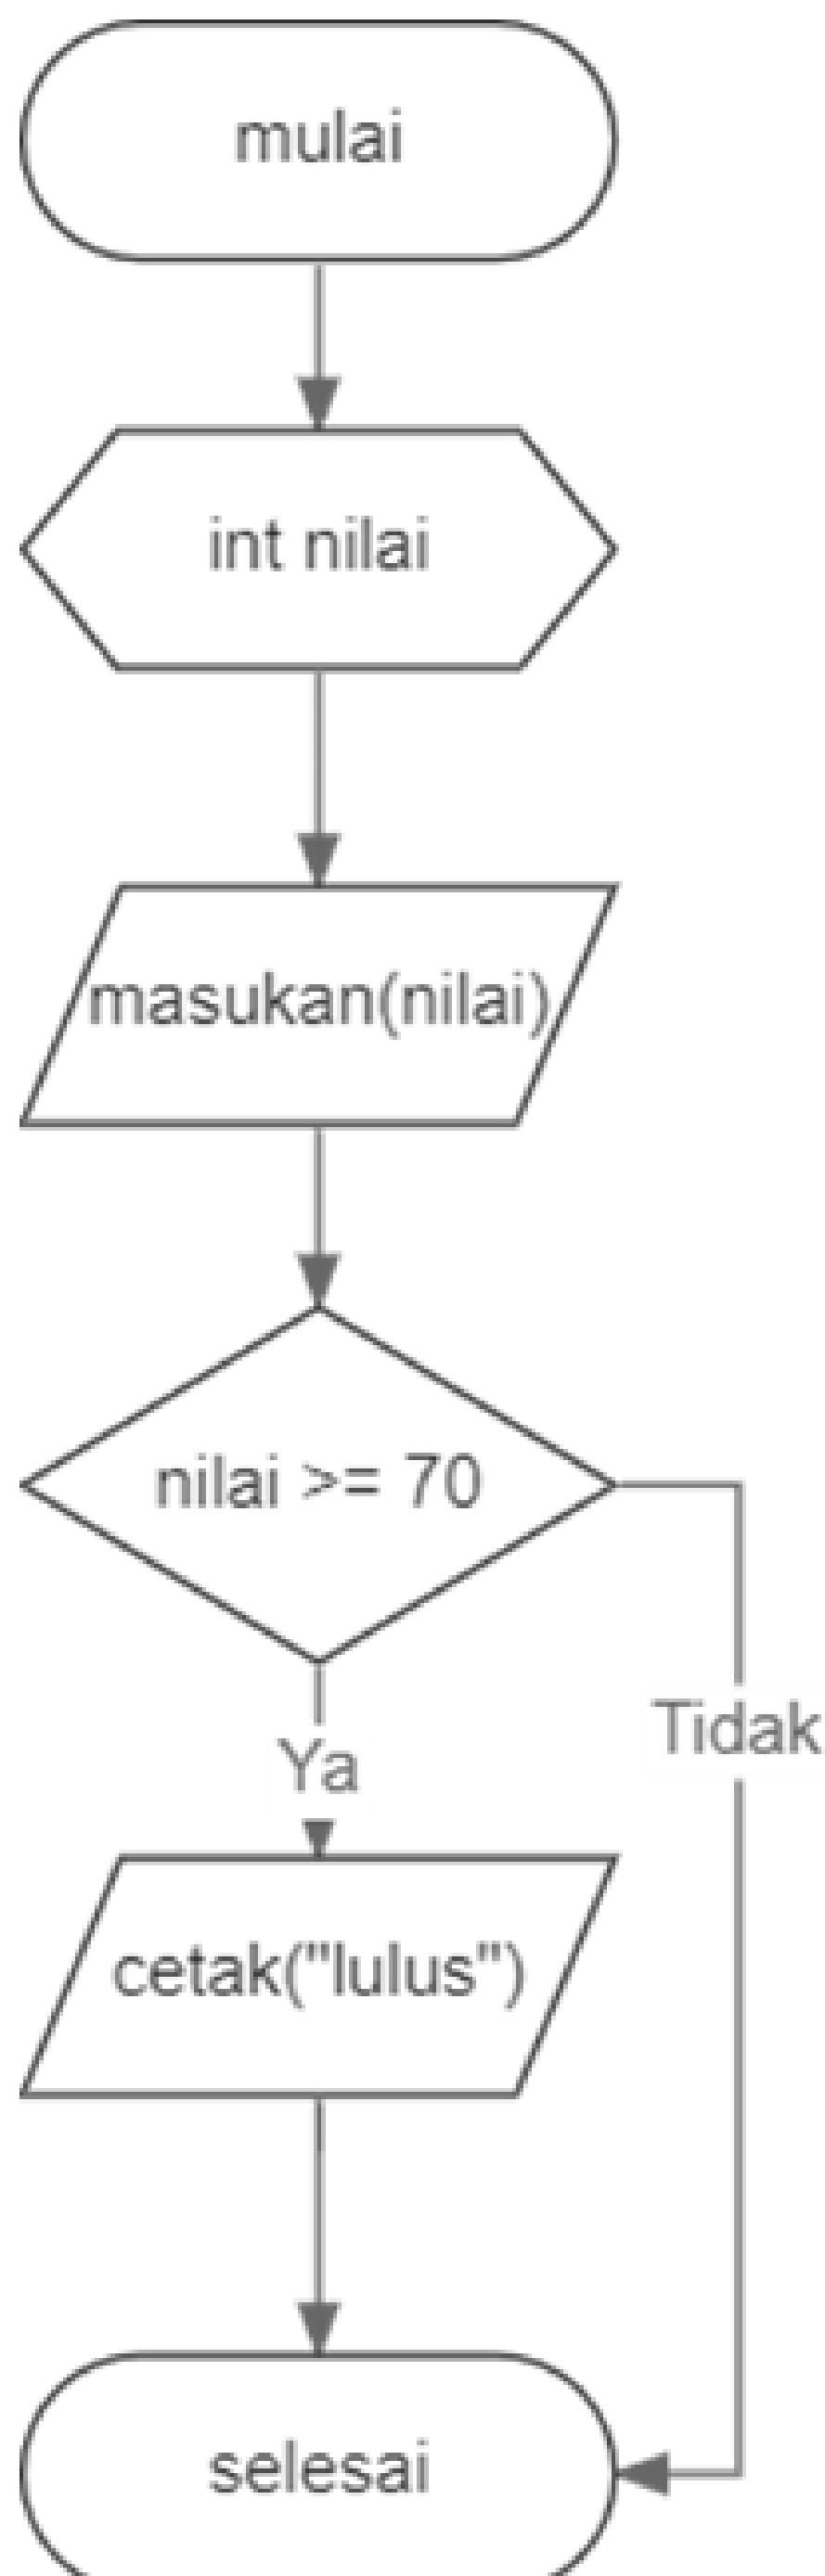 mulai
int nilai
masukan(nilai)
nilai >= 70
Ya
Tidak
cetak("lulus")
selesai